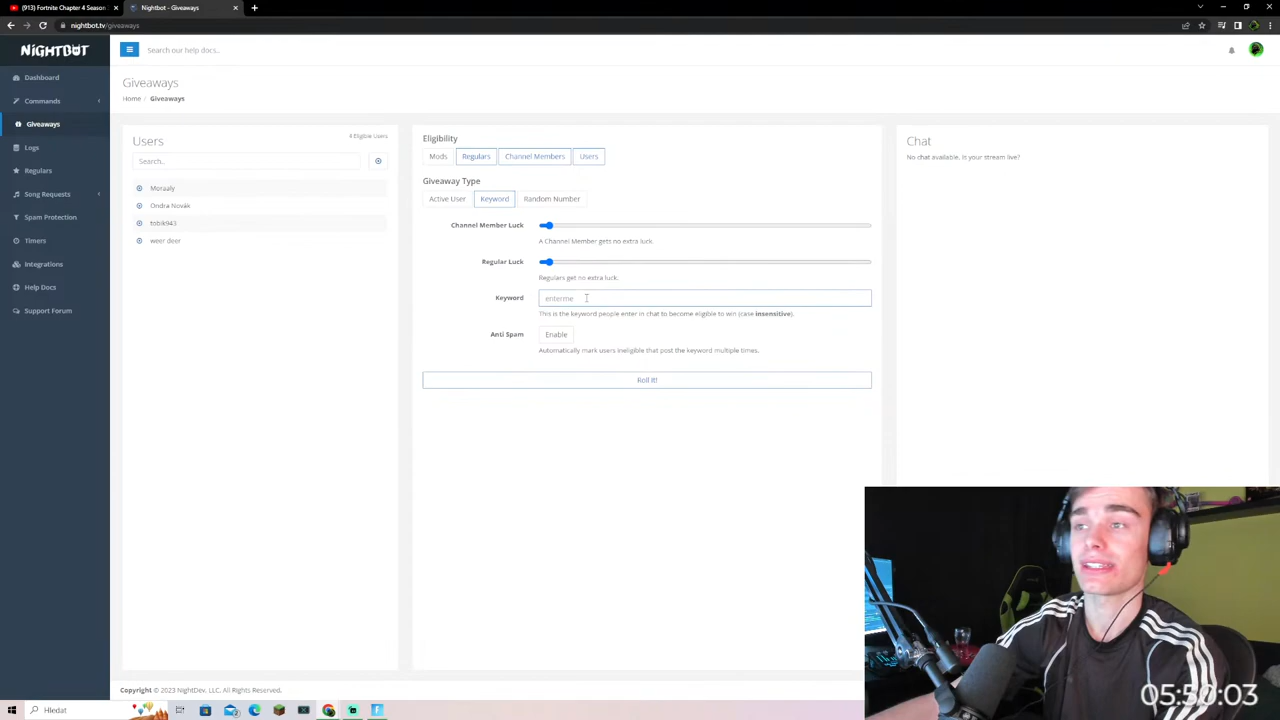 (913) Fortnite Chapter 4 Season
Nightbot - Giveaways
nightbot.tv/giveaways
NIGHTBOT
Search our help docs..
Dashboard
Commands
Giveaways
Logs
Regulars
Song Requests
Spam Protection
Timers
Integrations
Help Docs
Support Forum
Giveaways
Home / Giveaways
Users
4 Eligible Users
Search..
Moraaly
Ondra Novák
tobik943
weer deer
Eligibility
Mods Regulars Channel Members Users
Giveaway Type
Active User Keyword Random Number
Channel Member Luck
A Channel Member gets no extra luck.
Regular Luck
Regulars get no extra luck.
Keyword enterme
This is the keyword people enter in chat to become eligible to win (case insensitive).
Anti Spam Enable
Automatically mark users ineligible that post the keyword multiple times.
Roll It!
Chat
No chat available. Is your stream live?
Copyright © 2023 NightDev, LLC. All Rights Reserved.
Hledat
05:50:03